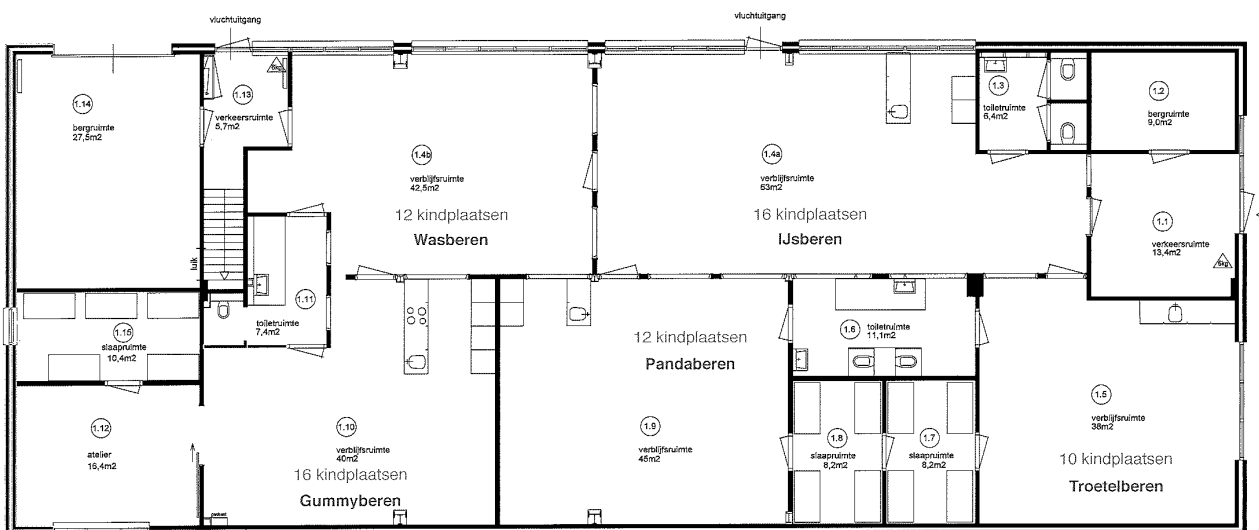 vluchtuitgang
vluchtuitgang
1.14
bergruimte
27,5m2
6kg
1.13
verkeersruimte
5,7m2
1.4b
verblijfsruimte
42,5m2
12 kindplaatsen
Wasberen
1.4a
verblijfsruimte
63m2
16 kindplaatsen
IJsberen
1.3
toiletruimte
6,4m2
1.2
bergruimte
9,0m2
1.1
verkeersruimte
13,4m2
6kg
luik
1.11
toiletruimte
7,4m2
1.15
slaapruimte
10,4m2
1.12
atelier
16,4m2
1.10
verblijfsruimte
40m2
16 kindplaatsen
Gummyberen
12 kindplaatsen
Pandaberen
1.9
verblijfsruimte
45m2
1.6
toiletruimte
11,1m2
1.8
slaapruimte
8,2m2
1.7
slaapruimte
8,2m2
1.5
verblijfsruimte
38m2
10 kindplaatsen
Troetelberen